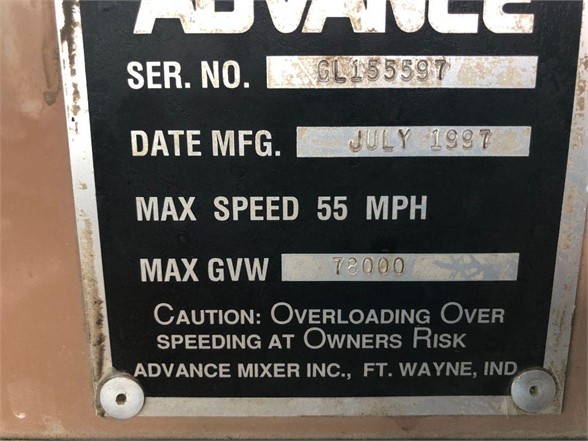 ADVANCE
SER. NO. GL155597
DATE MFG. JULY 1997
MAX SPEED 55 MPH
MAX GVW 78000
CAUTION: OVERLOADING OVER
SPEEDING AT OWNERS RISK
ADVANCE MIXER INC., FT. WAYNE, IND